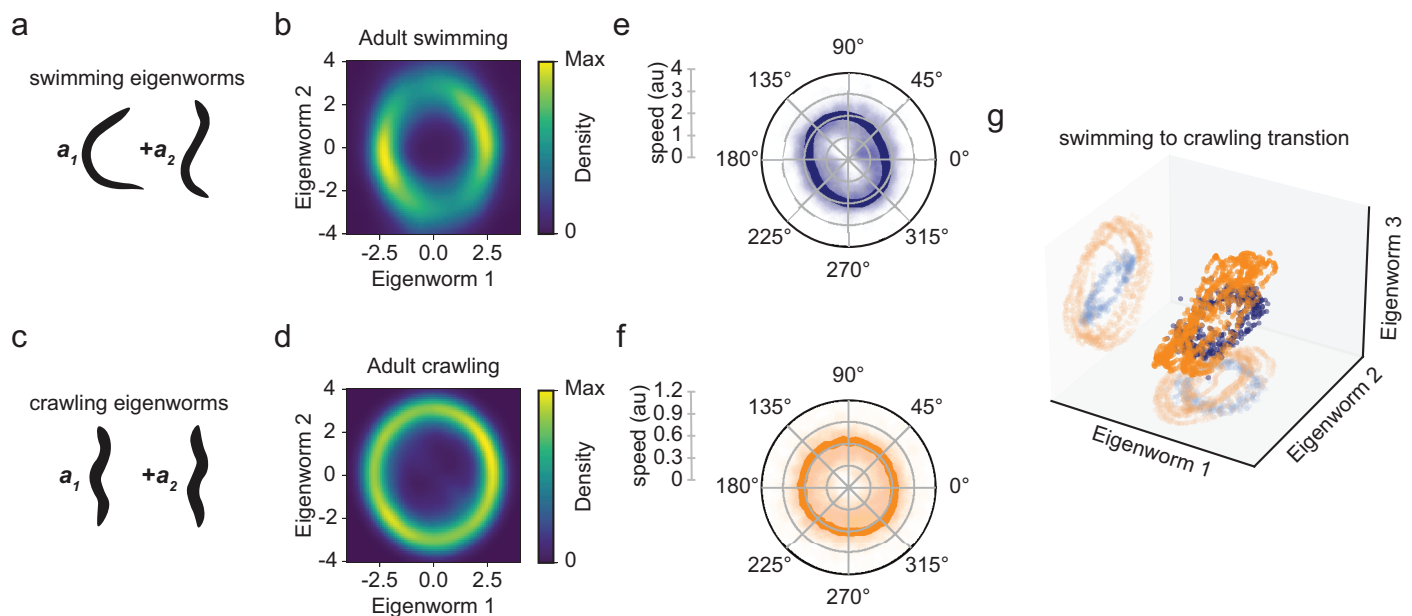 a
swimming eigenworms
a1 +a2
b
Adult swimming
Eigenworm 2
4
2
0
-2
-4
-2.5 0.0 2.5
Eigenworm 1
Max
Density
0
e
speed (au)
4
3
2
1
0
90°
135° 45°
180° 0°
225° 315°
270°
c
crawling eigenworms
a1 +a2
d
Adult crawling
Eigenworm 2
4
2
0
-2
-4
-2.5 0.0 2.5
Eigenworm 1
Max
Density
0
f
speed (au)
1.2
0.9
0.6
0.3
0
90°
135° 45°
180° 0°
225° 315°
270°
g
swimming to crawling transtion
Eigenworm 1
Eigenworm 2
Eigenworm 3